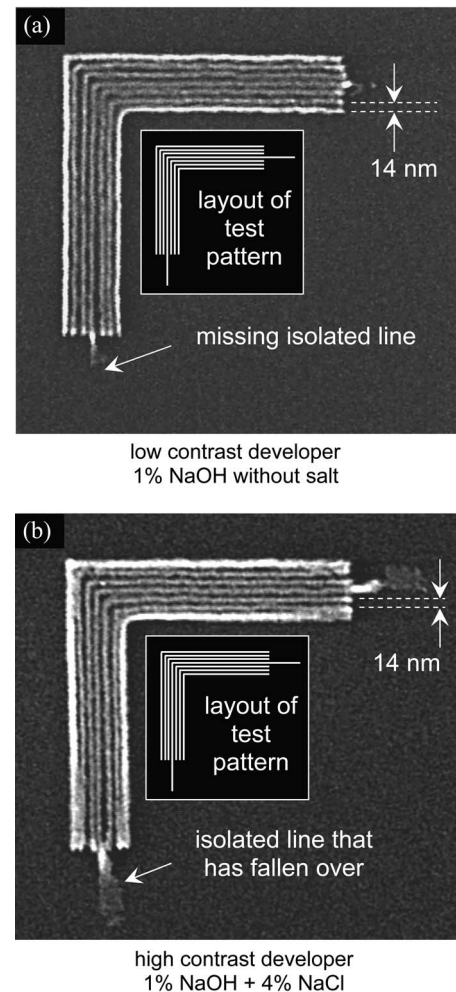 (a)
14 nm
layout of
test
pattern
missing isolated line
low contrast developer
1% NaOH without salt
(b)
14 nm
layout of
test
pattern
isolated line that
has fallen over
high contrast developer
1% NaOH + 4% NaCl